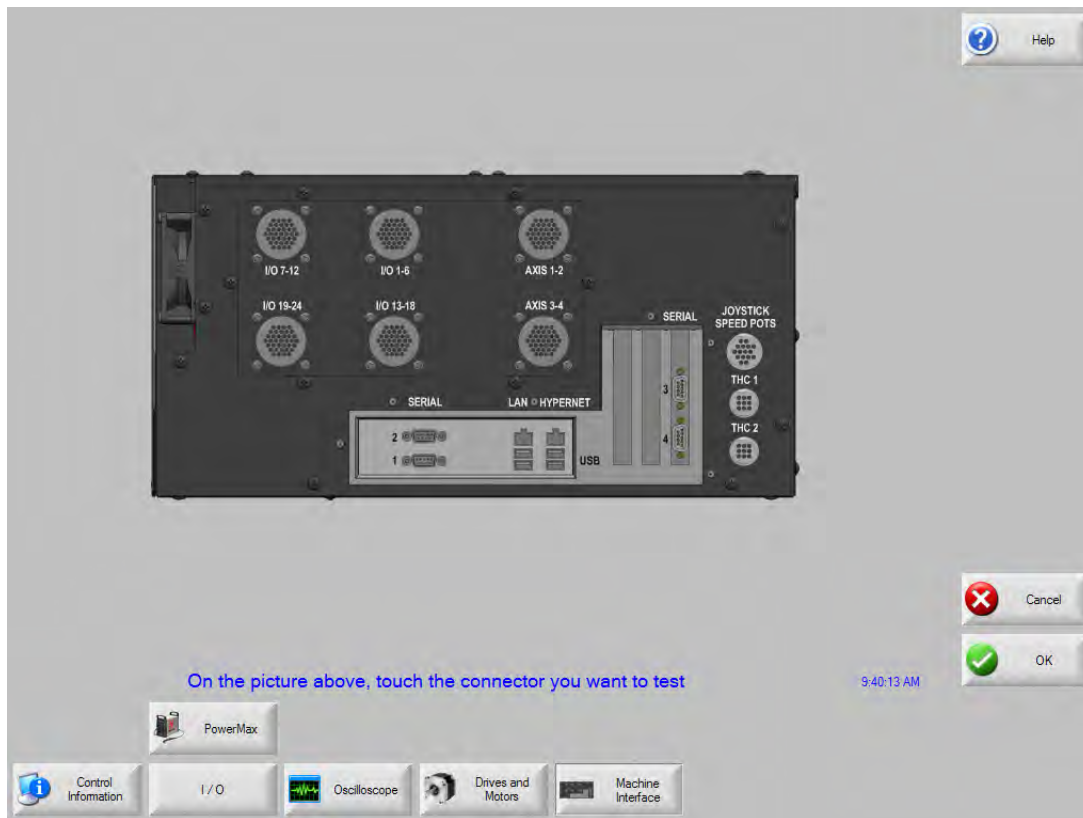 Help
I/O 7-12
I/O 1-6
AXIS 1-2
I/O 19-24
I/O 13-18
AXIS 3-4
SERIAL
JOYSTICK
SPEED POTS
THC 1
3
SERIAL
LAN
HYPERNET
THC 2
2
4
1
USB
Cancel
OK
On the picture above, touch the connector you want to test
9:40:13 AM
PowerMax
Control
Information
I/O
Oscilloscope
Drives and
Motors
Machine
Interface